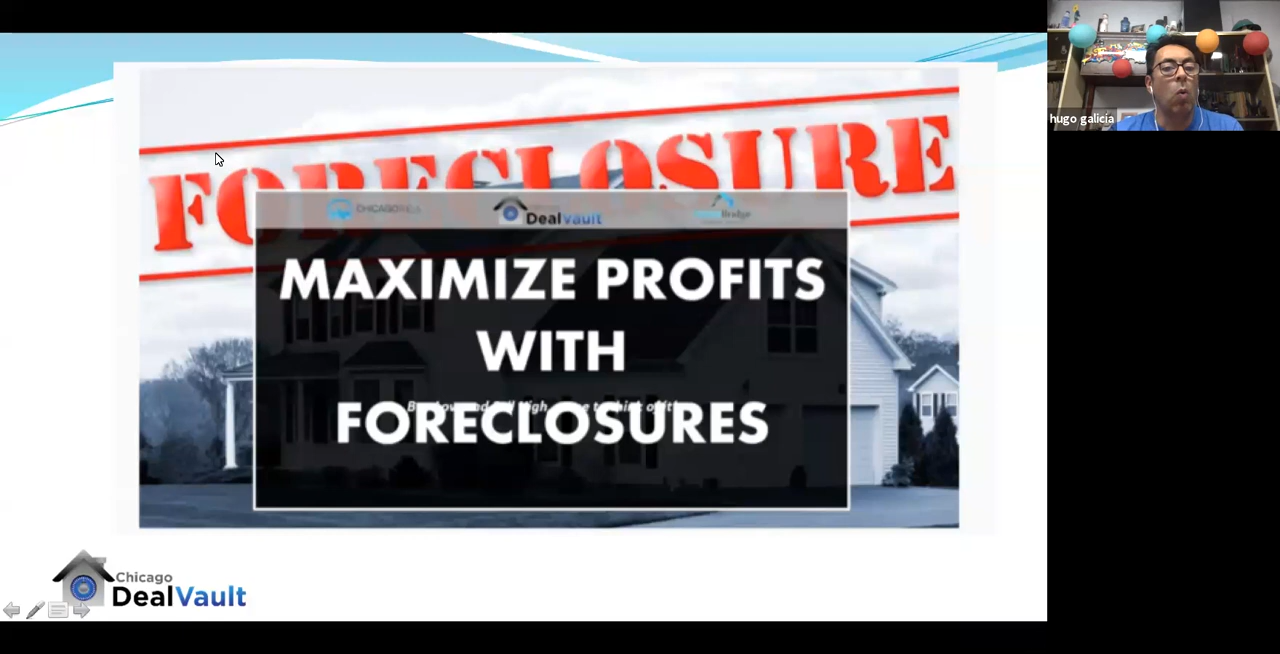 FORECLOSURE
DealVault
MAXIMIZE PROFITS
WITH
FORECLOSURES
Chicago
DealVault
hugo galicia